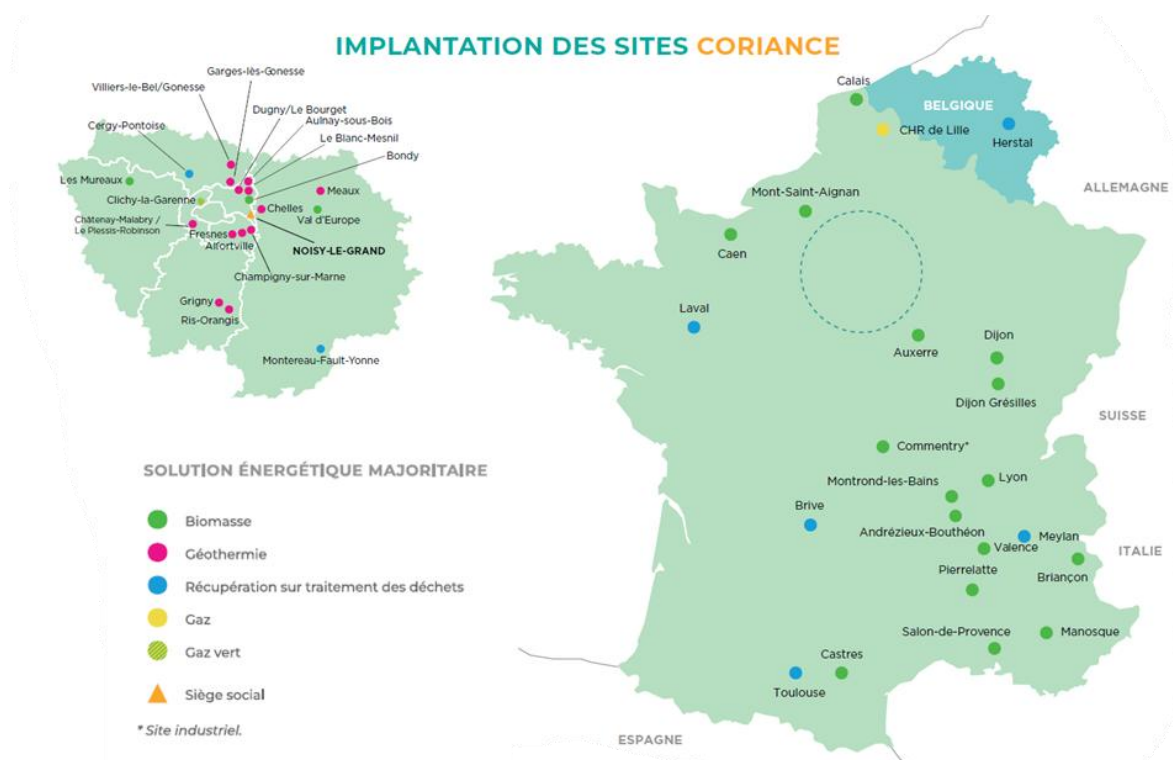 IMPLANTATION DES SITES CORIANCE
Garges-lès-Gonesse
Villiers-le-Bel/Gonesse
Dugny/Le Bourget
Aulnay-sous-Bois
Cergy-Pontoise
Le Blanc-Mesnil
Bondy
Les Mureaux
Meaux
Clichy-la-Garenne
Chelles
Val d'Europe
Châtenay-Malabry /
Le Plessis-Robinson
Fresnes
Alfortville
NOISY-LE-GRAND
Champigny-sur-Marne
Grigny
Ris-Orangis
Montereau-Fault-Yonne
SOLUTION ÉNERGÉTIQUE MAJORITAIRE
Biomasse
Géothermie
Récupération sur traitement des déchets
Gaz
Gaz vert
Siège social
* Site industriel.
Calais
BELGIQUE
CHR de Lille
Herstal
ALLEMAGNE
Mont-Saint-Aignan
Caen
Laval
Auxerre
Dijon
Dijon Grésilles
SUISSE
Commentry*
Montrond-les-Bains
Lyon
Brive
Andrézieux-Bouthéon
Meylan
Valence
ITALIE
Pierrelatte
Briançon
Salon-de-Provence
Manosque
Castres
Toulouse
ESPAGNE